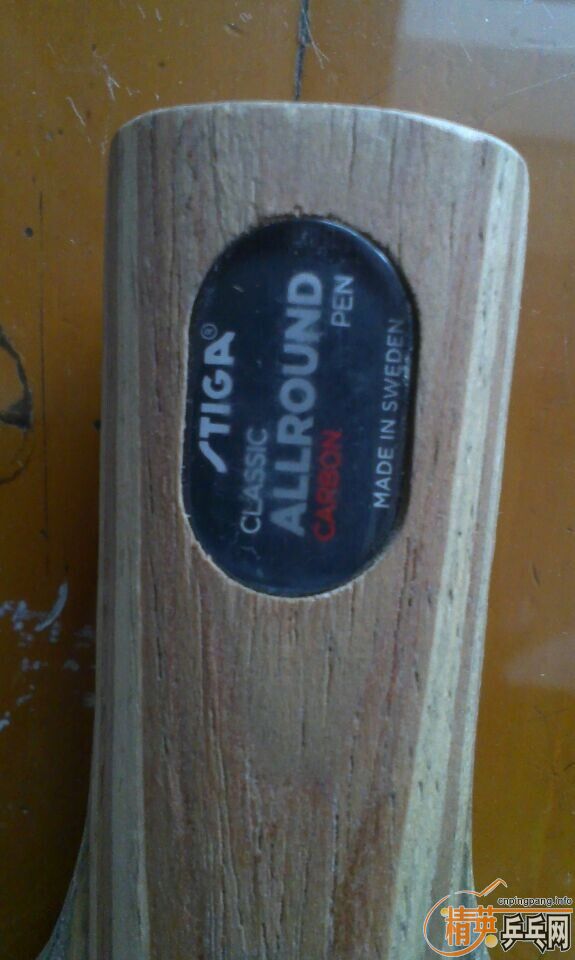 STIGA®
CLASSIC
ALLROUND
CARBON
PEN
MADE IN SWEDEN
cnpingpang.info
精英乒乓网